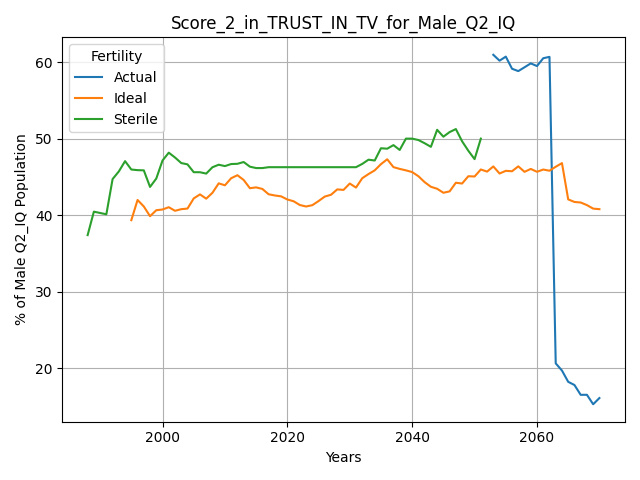 Score_2_in_TRUST_IN_TV_for_Male_Q2_IQ
Fertility
Actual
Ideal
Sterile
% of Male Q2_IQ Population
60
50
40
30
20
2000
2020
2040
2060
Years